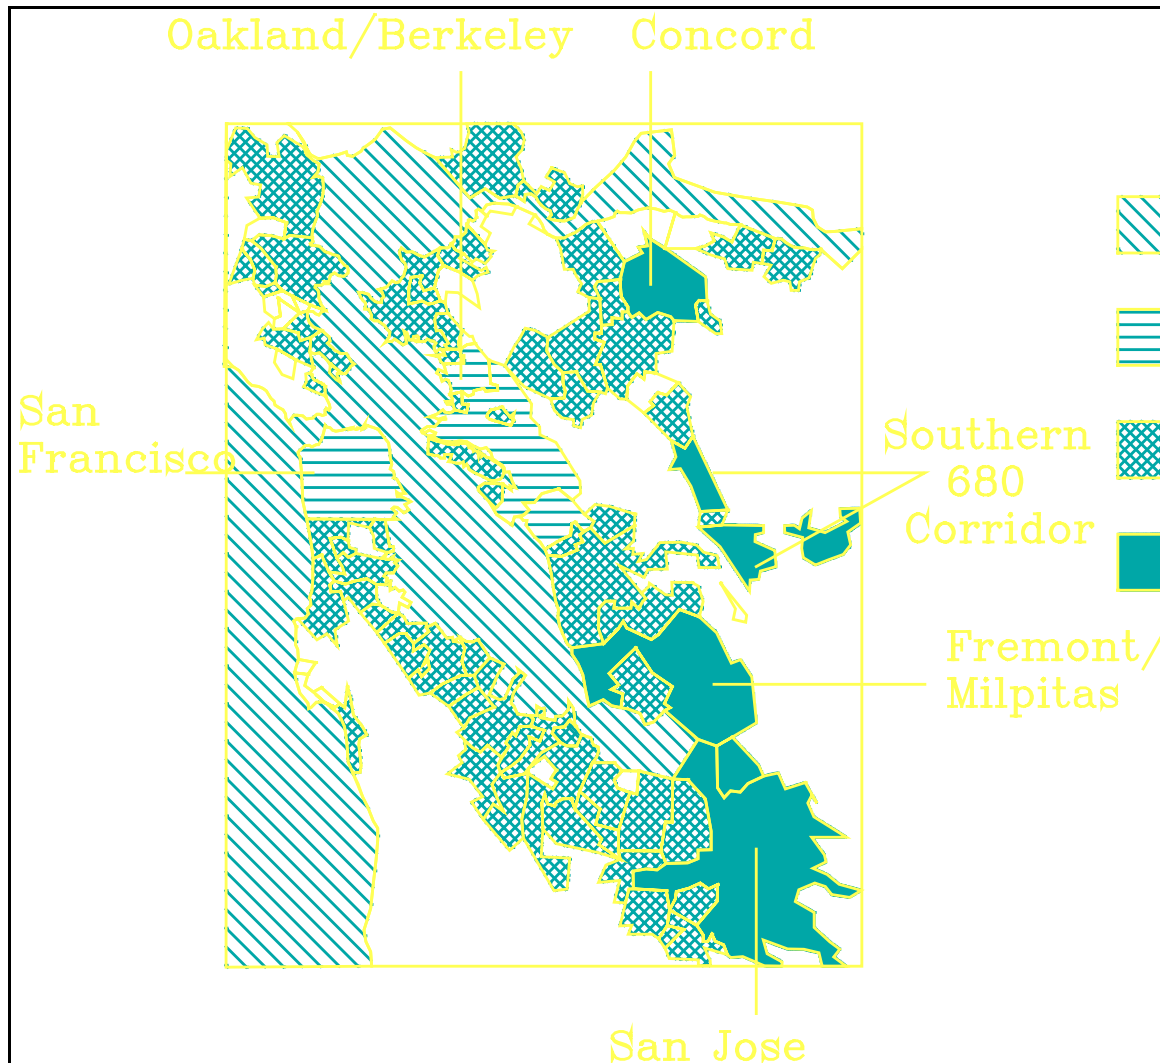 Oakland/Berkeley
Concord
San
Francisco
Southern
680
Corridor
Fremont/
Milpitas
San Jose